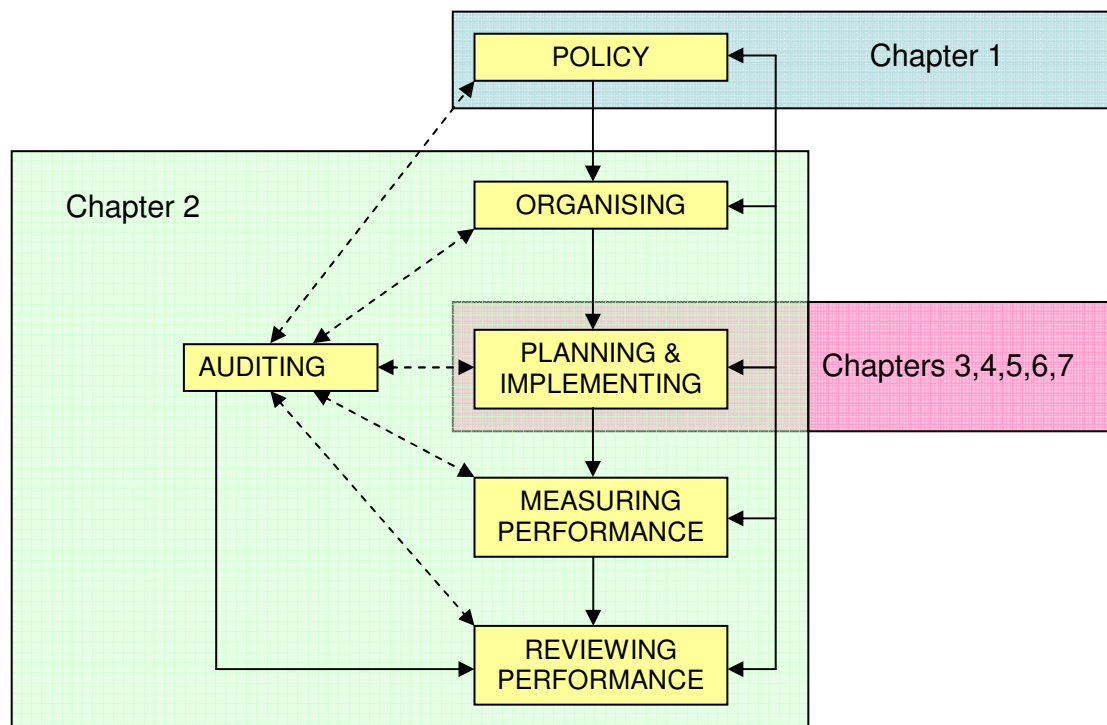 POLICY
Chapter 1
Chapter 2
ORGANISING
AUDITING
PLANNING &
IMPLEMENTING
Chapters 3,4,5,6,7
MEASURING
PERFORMANCE
REVIEWING
PERFORMANCE